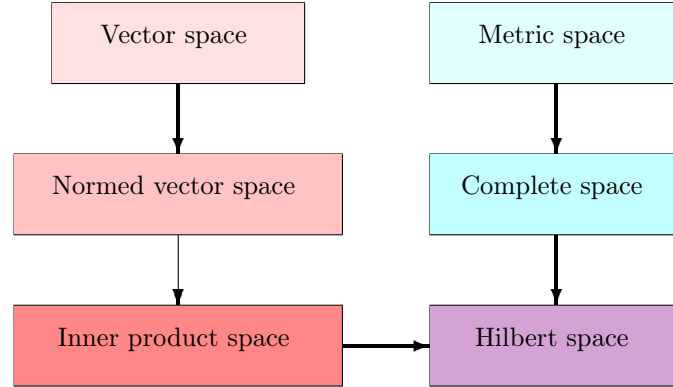 Vector space
Metric space
Normed vector space
Complete space
Inner product space
Hilbert space